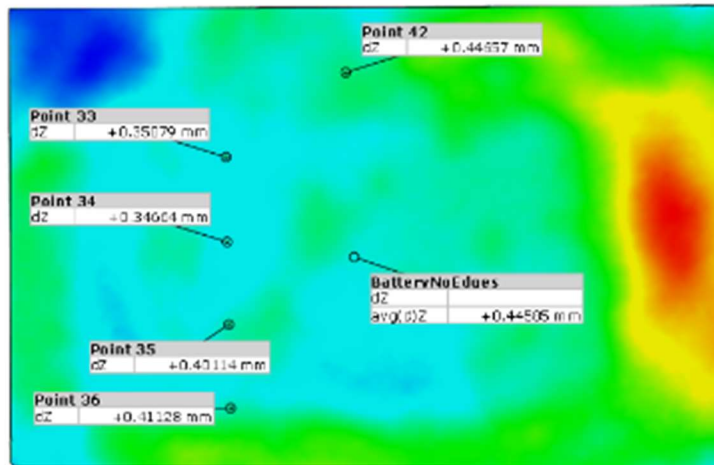 Point 42
dZ +0.44657 mm
Point 33
dZ +0.35079 mm
Point 34
dZ +0.34664 mm
BatteryNoEdges
dZ
avg(d)Z +0.44505 mm
Point 35
dZ +0.40114 mm
Point 36
dZ +0.41128 mm